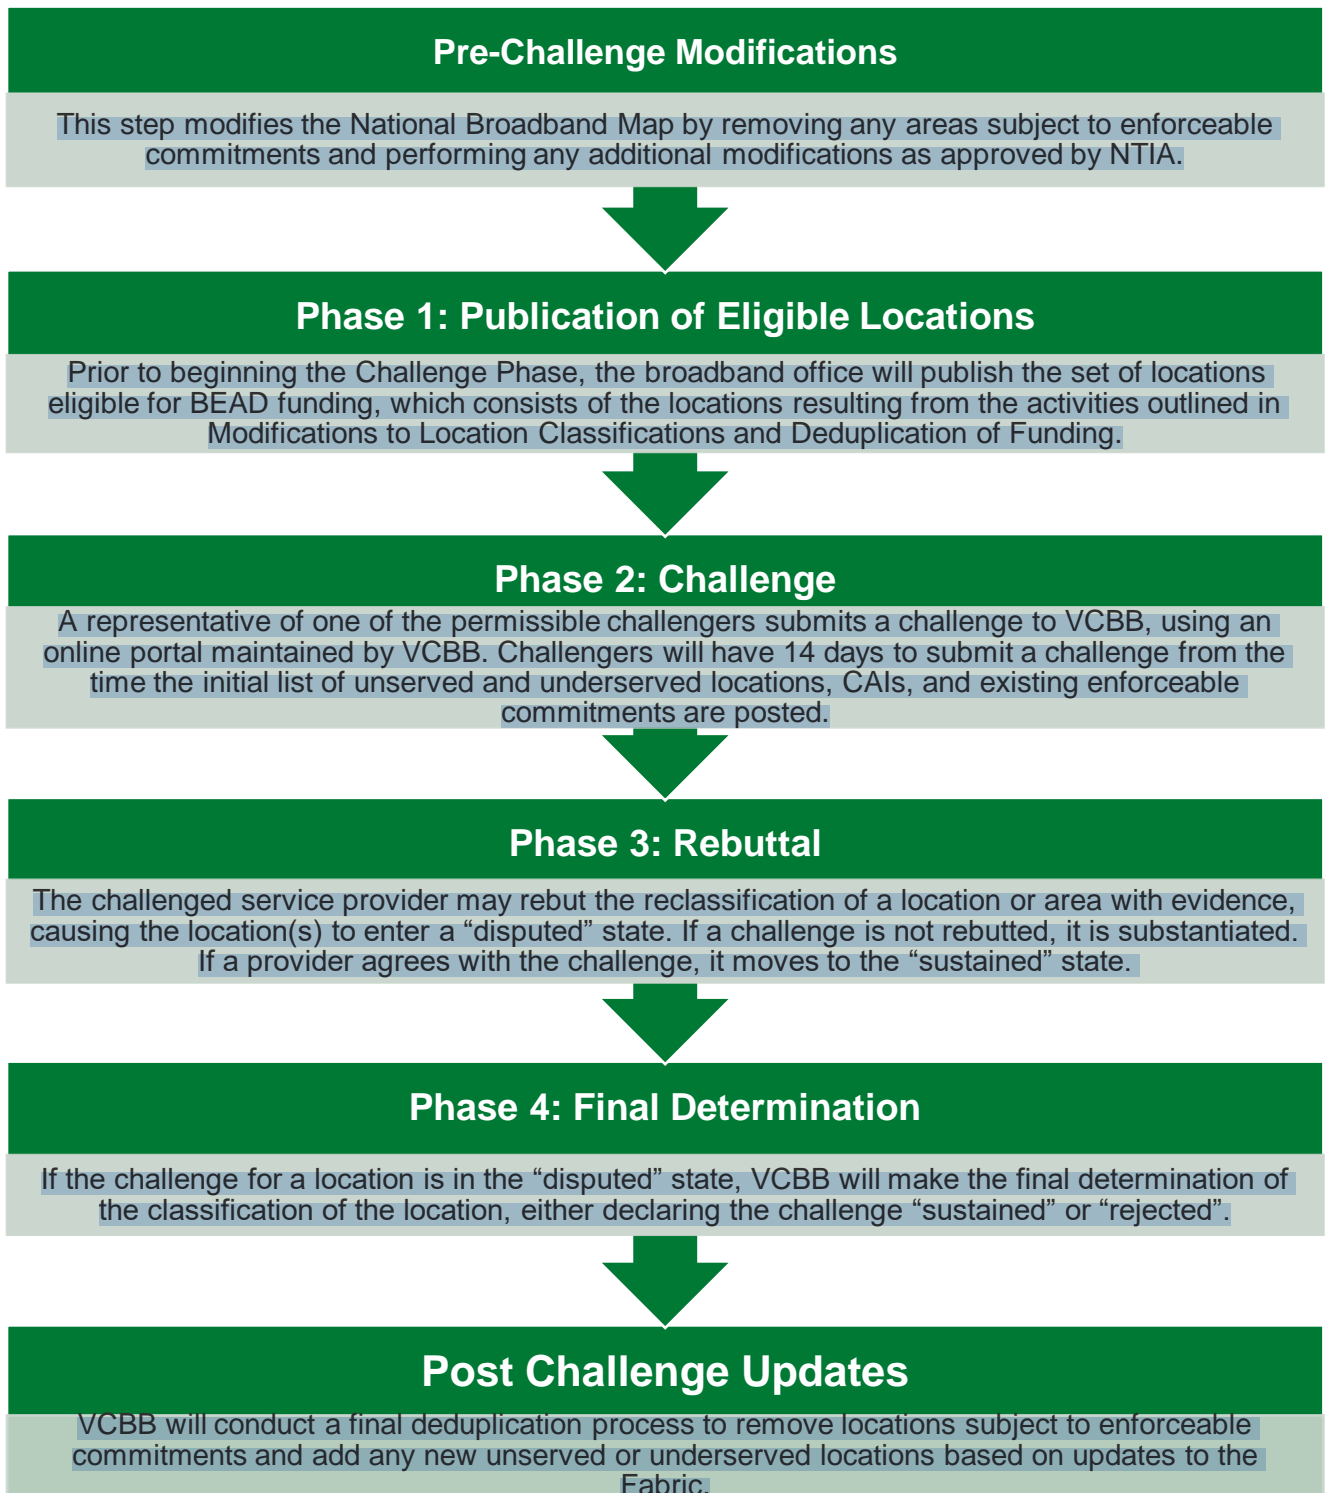 Pre-Challenge Modifications
This step modifies the National Broadband Map by removing any areas subject to enforceable
commitments and performing any additional modifications as approved by NTIA.
Phase 1: Publication of Eligible Locations
Prior to beginning the Challenge Phase, the broadband office will publish the set of locations
eligible for BEAD funding, which consists of the locations resulting from the activities outlined in
Modifications to Location Classifications and Deduplication of Funding.
Phase 2: Challenge
A representative of one of the permissible challengers submits a challenge to VCBB, using an
online portal maintained by VCBB. Challengers will have 14 days to submit a challenge from the
time the initial list of unserved and underserved locations, CAIs, and existing enforceable
commitments are posted.
Phase 3: Rebuttal
The challenged service provider may rebut the reclassification of a location or area with evidence,
causing the location(s) to enter a “disputed” state. If a challenge is not rebutted, it is substantiated.
If a provider agrees with the challenge, it moves to the “sustained” state.
Phase 4: Final Determination
If the challenge for a location is in the “disputed” state, VCBB will make the final determination of
the classification of the location, either declaring the challenge “sustained” or “rejected”.
Post Challenge Updates
VCBB will conduct a final deduplication process to remove locations subject to enforceable
commitments and add any new unserved or underserved locations based on updates to the
Fabric.